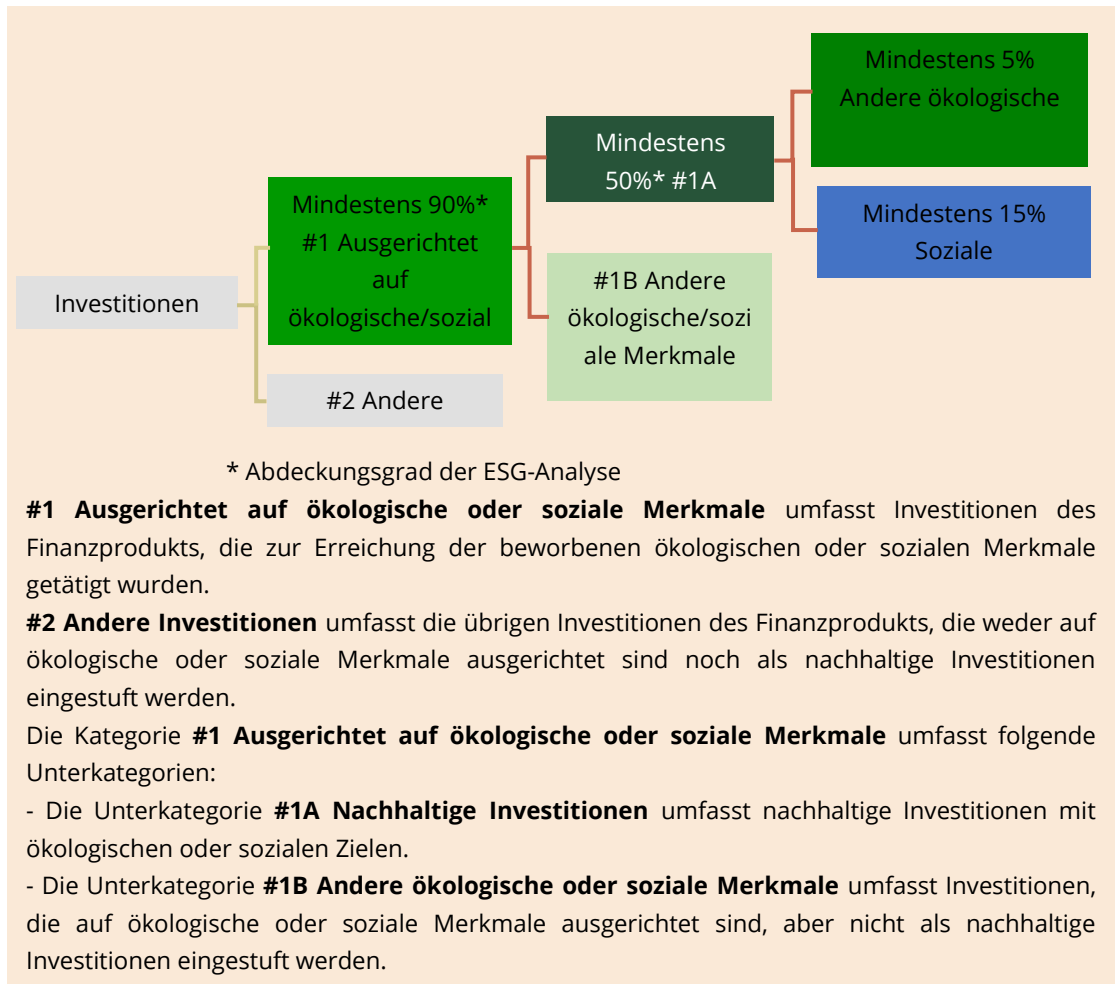 Mindestens 5%
Andere ökologische
Mindestens
50%* #1A
Mindestens 15%
Soziale
Mindestens 90%*
#1 Ausgerichtet
auf
ökologische/sozial
#1B Andere
ökologische/sozi
ale Merkmale
Investitionen
#2 Andere
* Abdeckungsgrad der ESG-Analyse
#1 Ausgerichtet auf ökologische oder soziale Merkmale umfasst Investitionen des
Finanzprodukts, die zur Erreichung der beworbenen ökologischen oder sozialen Merkmale
getätigt wurden.
#2 Andere Investitionen umfasst die übrigen Investitionen des Finanzprodukts, die weder auf
ökologische oder soziale Merkmale ausgerichtet sind noch als nachhaltige Investitionen
eingestuft werden.
Die Kategorie #1 Ausgerichtet auf ökologische oder soziale Merkmale umfasst folgende
Unterkategorien:
- Die Unterkategorie #1A Nachhaltige Investitionen umfasst nachhaltige Investitionen mit
ökologischen oder sozialen Zielen.
- Die Unterkategorie #1B Andere ökologische oder soziale Merkmale umfasst Investitionen,
die auf ökologische oder soziale Merkmale ausgerichtet sind, aber nicht als nachhaltige
Investitionen eingestuft werden.